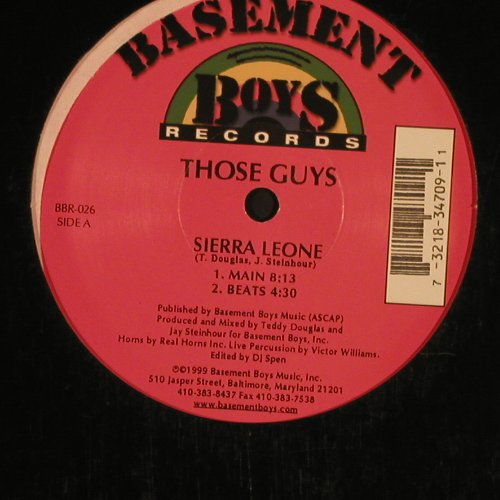 BASEMENT
BOYS
RECORDS
THOSE GUYS
BBR-026
SIDE A
SIERRA LEONE
(T. Douglas, J. Steinhour)
1. MAIN 8:13
2. BEATS 4:30
Published by Basement Boys Music (ASCAP)
Produced and Mixed by Teddy Douglas and
Jay Steinhour for Basement Boys, Inc.
Horns by Real Horns Inc. Live Percussion by Victor Williams.
Edited by DJ Spen
℗©1999 Basement Boys Music, Inc.
510 Jasper Street, Baltimore, Maryland 21201
410-383-8437 Fax 410-383-7538
www.basementboys.com
7 -3218-34709-1 1